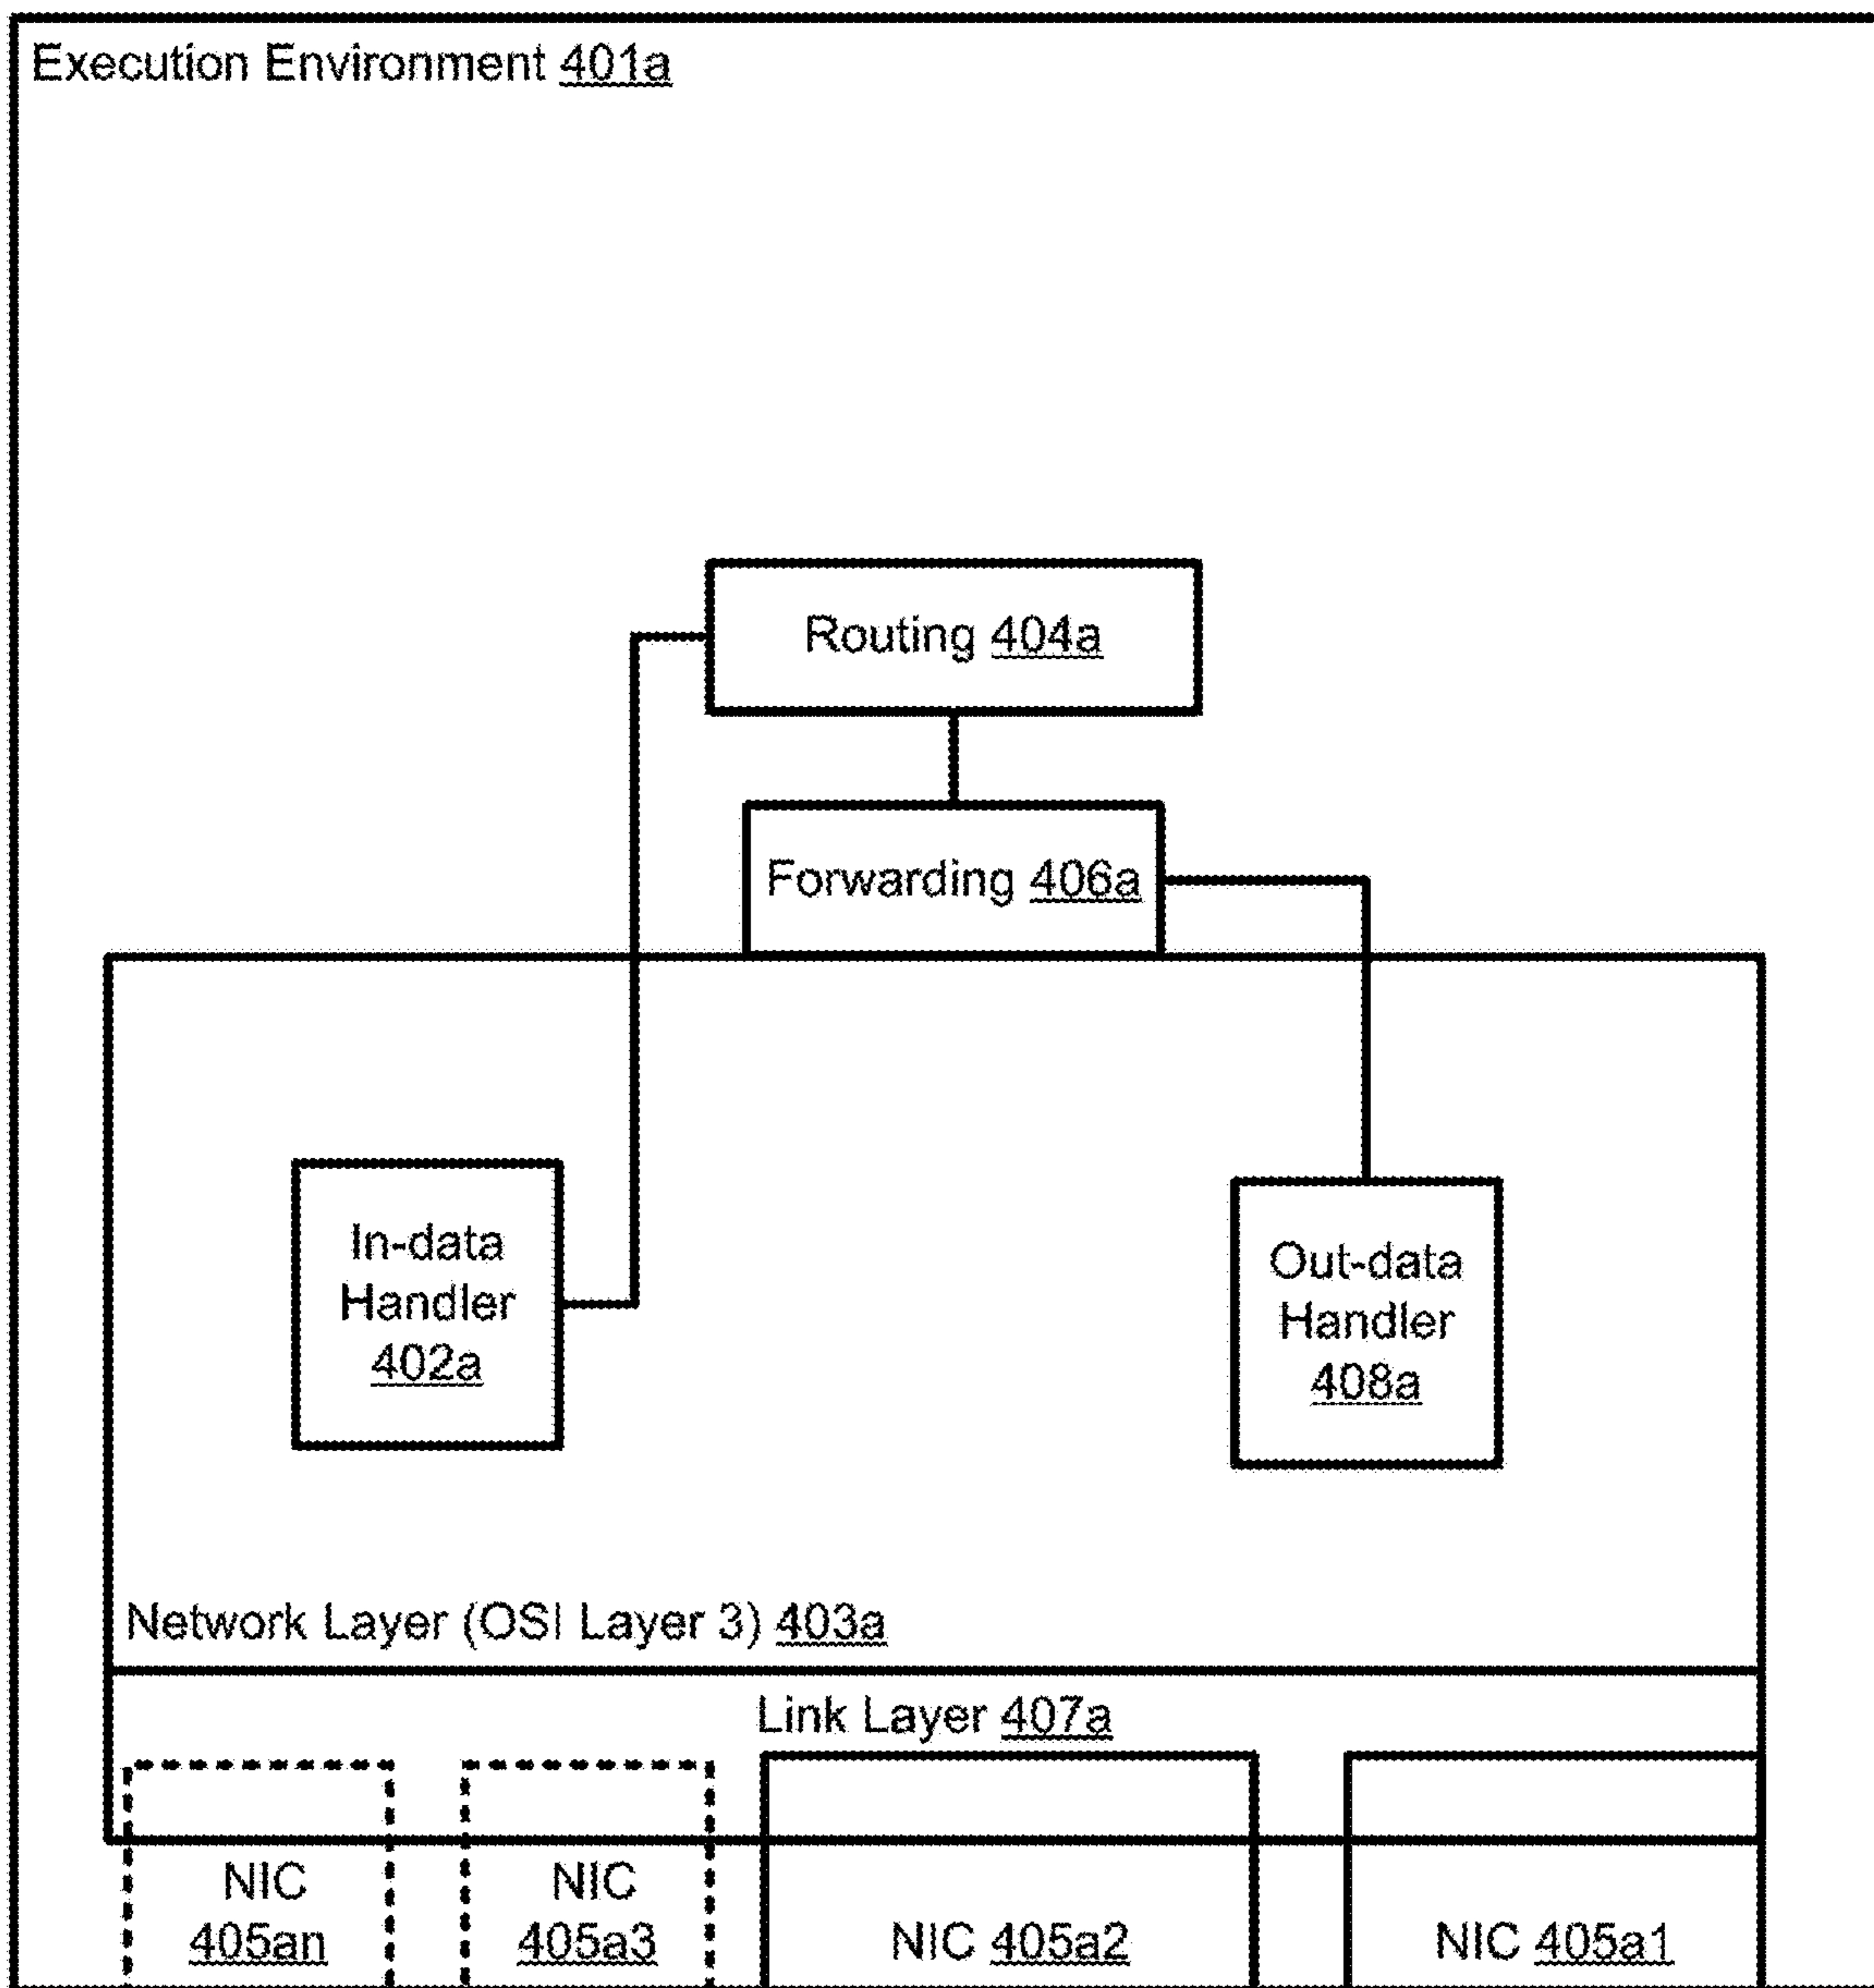 Execution Environment 401a
Routing 404a
Forwarding 406a
In-data
Handler
402a
Out-data
Handler
408a
Network Layer (OSI Layer 3) 403a
Link Layer 407a
NIC
405an
NIC
405a3
NIC 405a2
NIC 405a1